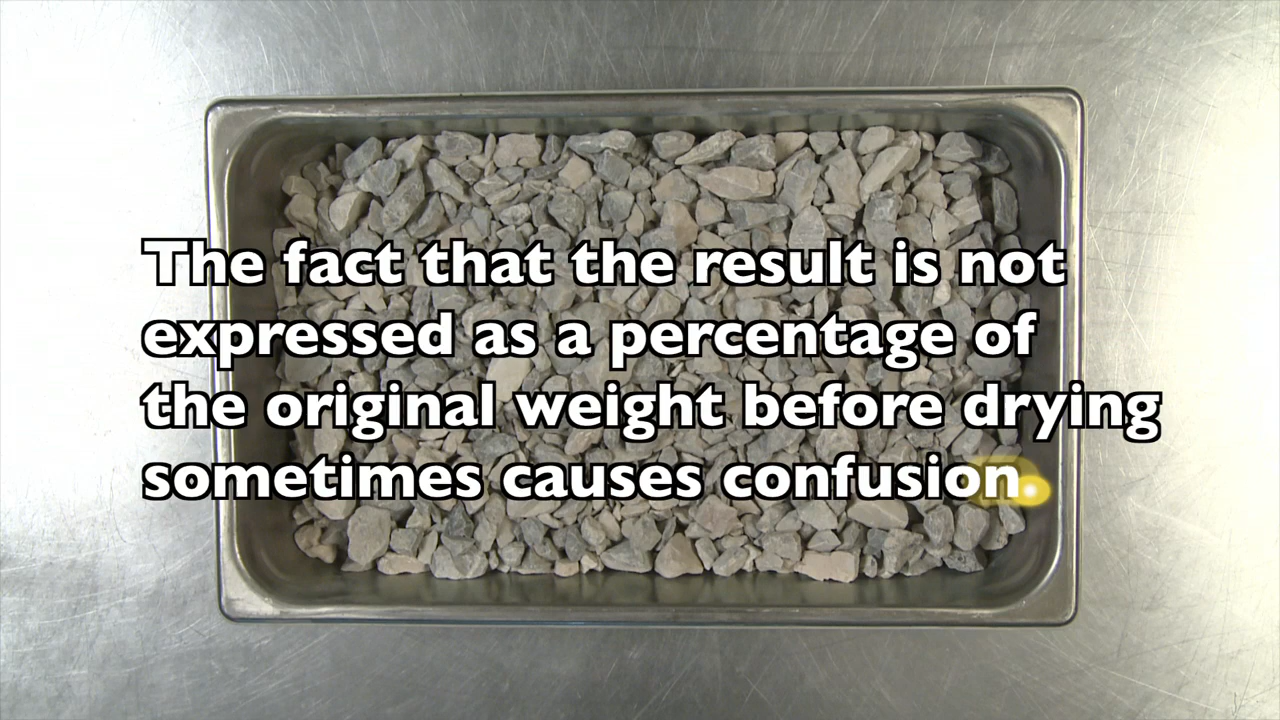 The fact that the result is not
expressed as a percentage of
the original weight before drying
sometimes causes confusion.